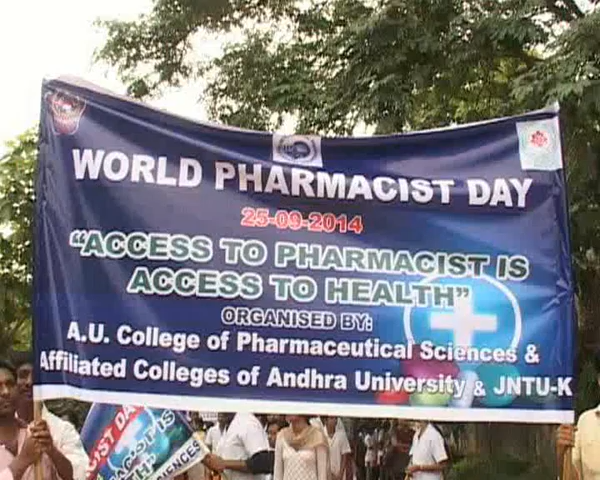 WORLD PHARMACIST DAY
25-09-2014
"ACCESS TO PHARMACIST IS
ACCESS TO HEALTH"
ORGANISED BY:
A.U. College of Pharmaceutical Sciences &
Affiliated Colleges of Andhra University & JNTU-K